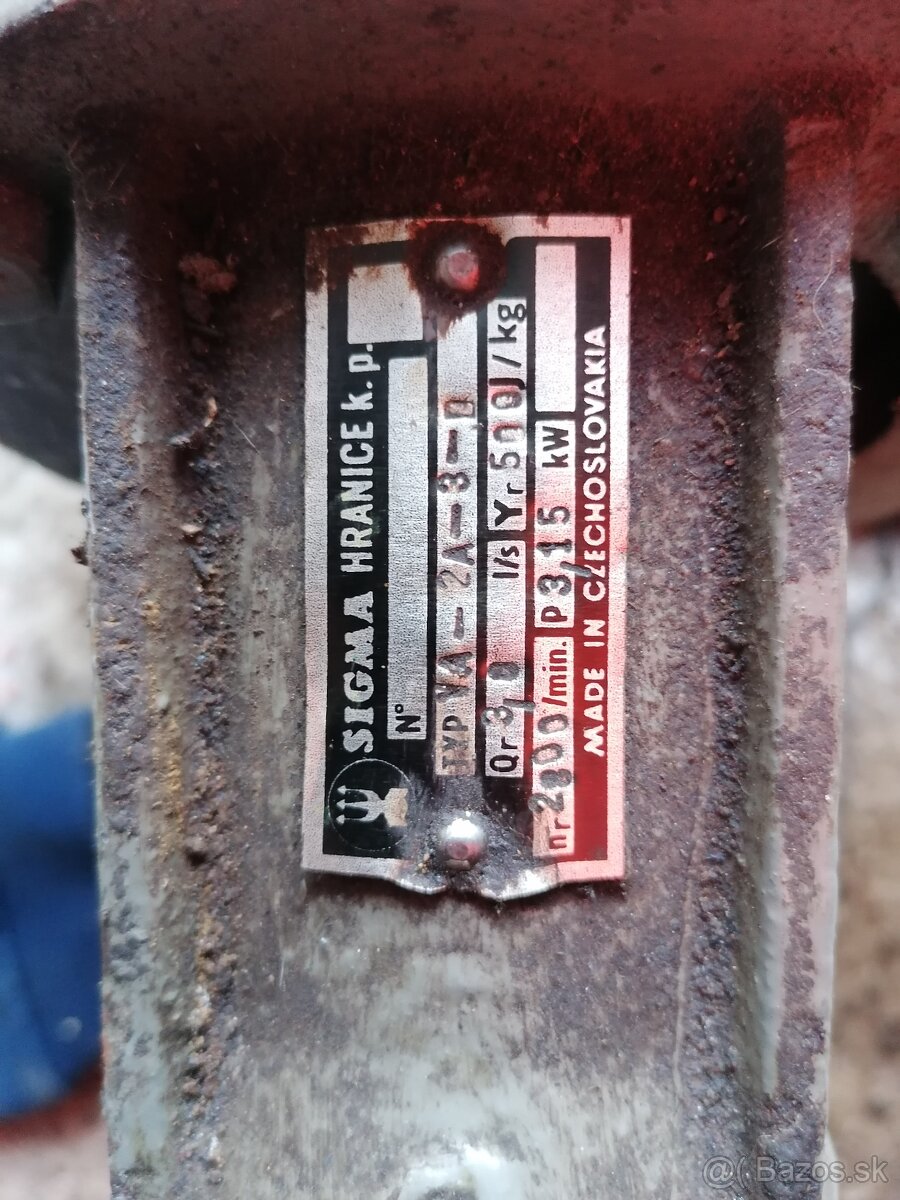 SIGMA HRANICE k. p.
N°
TYP VA-2A-3-0
Qr 3,0 l/s Yr 500 J/kg
nr 2800/min. P 3,15 kW
MADE IN CZECHOSLOVAKIA
@ Bazos.sk